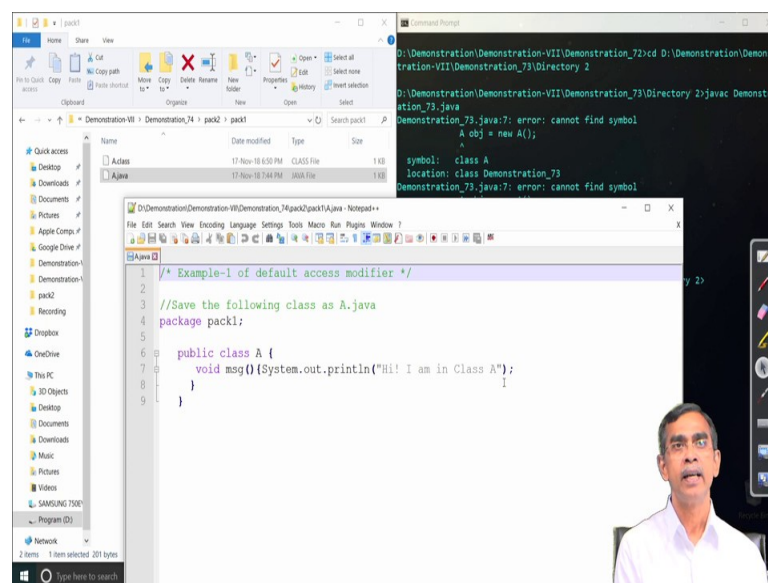 pack1
File Home Share View
Pin to Quick access
Copy
Paste
Cut
Copy path
Paste shortcut
Move to
Copy to
Delete
Rename
New folder
Properties
Open
Edit
History
Select all
Select none
Invert selection
Clipboard Organize New Open Select
Demonstration-VII > Demonstration_74 > pack2 > pack1
Search pack1
Name Date modified Type Size
A.class 17-Nov-18 6:50 PM CLASS File 1 KB
A.java 17-Nov-18 7:44 PM JAVA File 1 KB
Quick access
Desktop
Downloads
Documents
Pictures
Apple Compu
Google Drive
Demonstration-V
Demonstration-V
pack2
Recording
Dropbox
OneDrive
This PC
3D Objects
Desktop
Documents
Downloads
Music
Pictures
Videos
SAMSUNG 750EV
Program (D:)
Network
2 items 1 item selected 201 bytes
Type here to search
Command Prompt
D:\Demonstration\Demonstration-VII\Demonstration_72>cd D:\Demonstration\Demon
tration-VII\Demonstration_73\Directory 2
D:\Demonstration\Demonstration-VII\Demonstration_73\Directory 2>javac Demonst
ation_73.java
Demonstration_73.java:7: error: cannot find symbol
A obj = new A();
^
symbol: class A
location: class Demonstration_73
Demonstration_73.java:7: error: cannot find symbol
y 2>
D:\Demonstration\Demonstration-VII\Demonstration_74\pack2\pack1\A.java - Notepad++
File Edit Search View Encoding Language Settings Tools Macro Run Plugins Window ? X
A.java
1 /* Example-1 of default access modifier */
2
3 //Save the following class as A.java
4 package pack1;
5
6 public class A {
7 void msg(){System.out.println("Hi! I am in Class A");
8 }
9 }